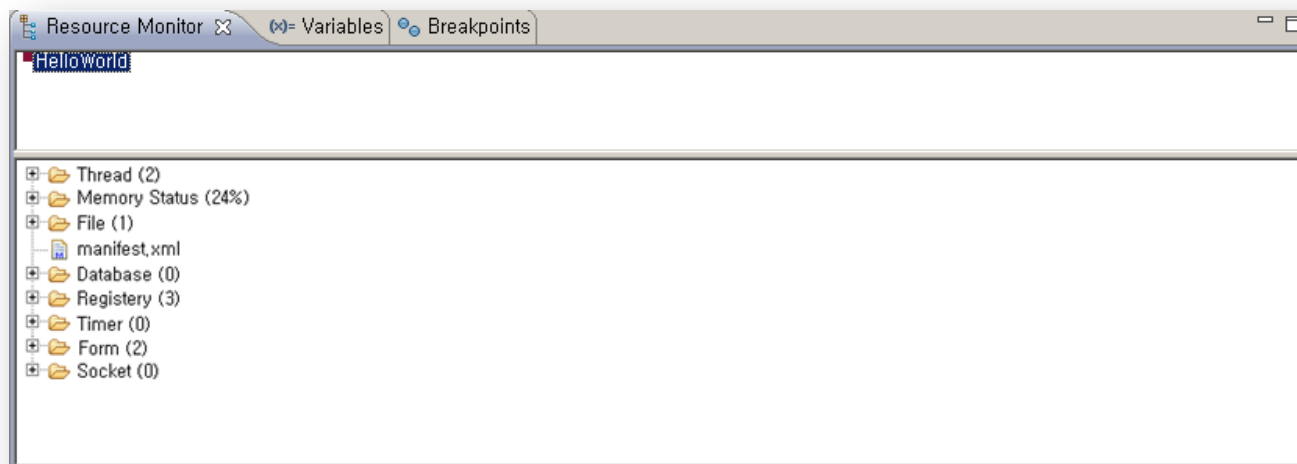 Resource Monitor (x)= Variables Breakpoints
HelloWorld
Thread (2)
Memory Status (24%)
File (1)
manifest.xml
Database (0)
Registery (3)
Timer (0)
Form (2)
Socket (0)